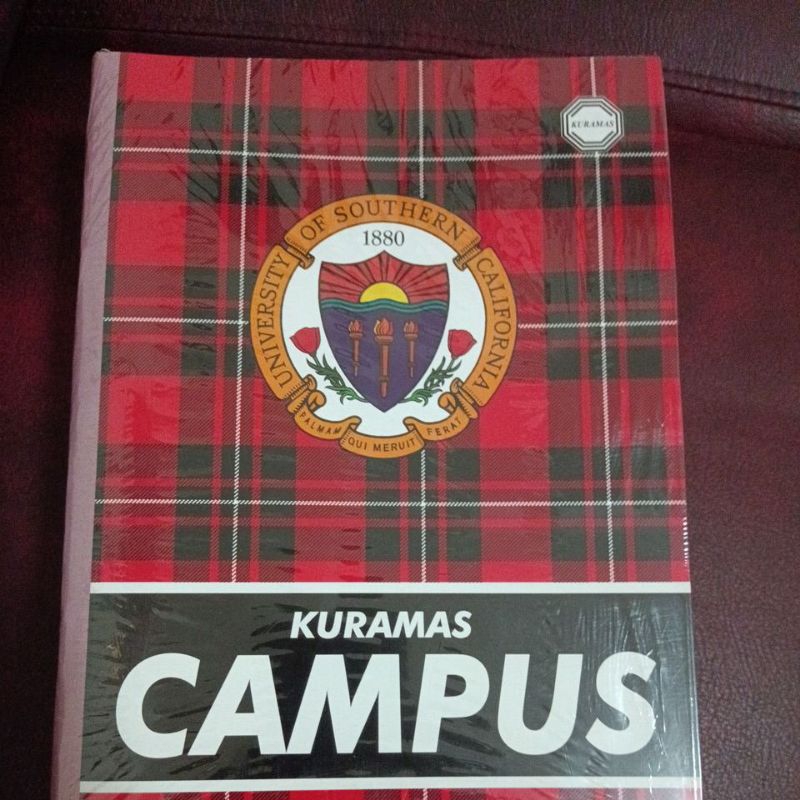 KURAMAS
UNIVERSITY OF SOUTHERN CALIFORNIA
1880
PALMAM QUI MERUIT FERAT
KURAMAS
CAMPUS